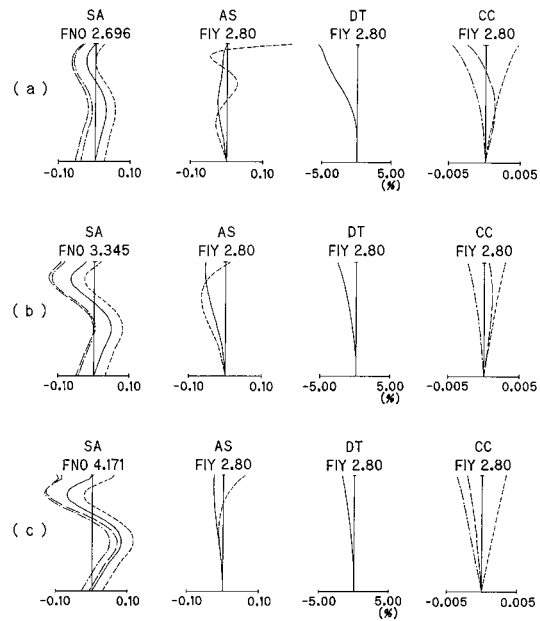 SA AS DT CC
FNO 2.696 FIY 2.80 FIY 2.80 FIY 2.80
(a)
-0.10 0.10 -0.10 0.10 -5.00 5.00 -0.005 0.005
(%)
SA AS DT CC
FNO 3.345 FIY 2.80 FIY 2.80 FIY 2.80
(b)
-0.10 0.10 -0.10 0.10 -5.00 5.00 -0.005 0.005
(%)
SA AS DT CC
FNO 4.171 FIY 2.80 FIY 2.80 FIY 2.80
(c)
-0.10 0.10 -0.10 0.10 -5.00 5.00 -0.005 0.005
(%)